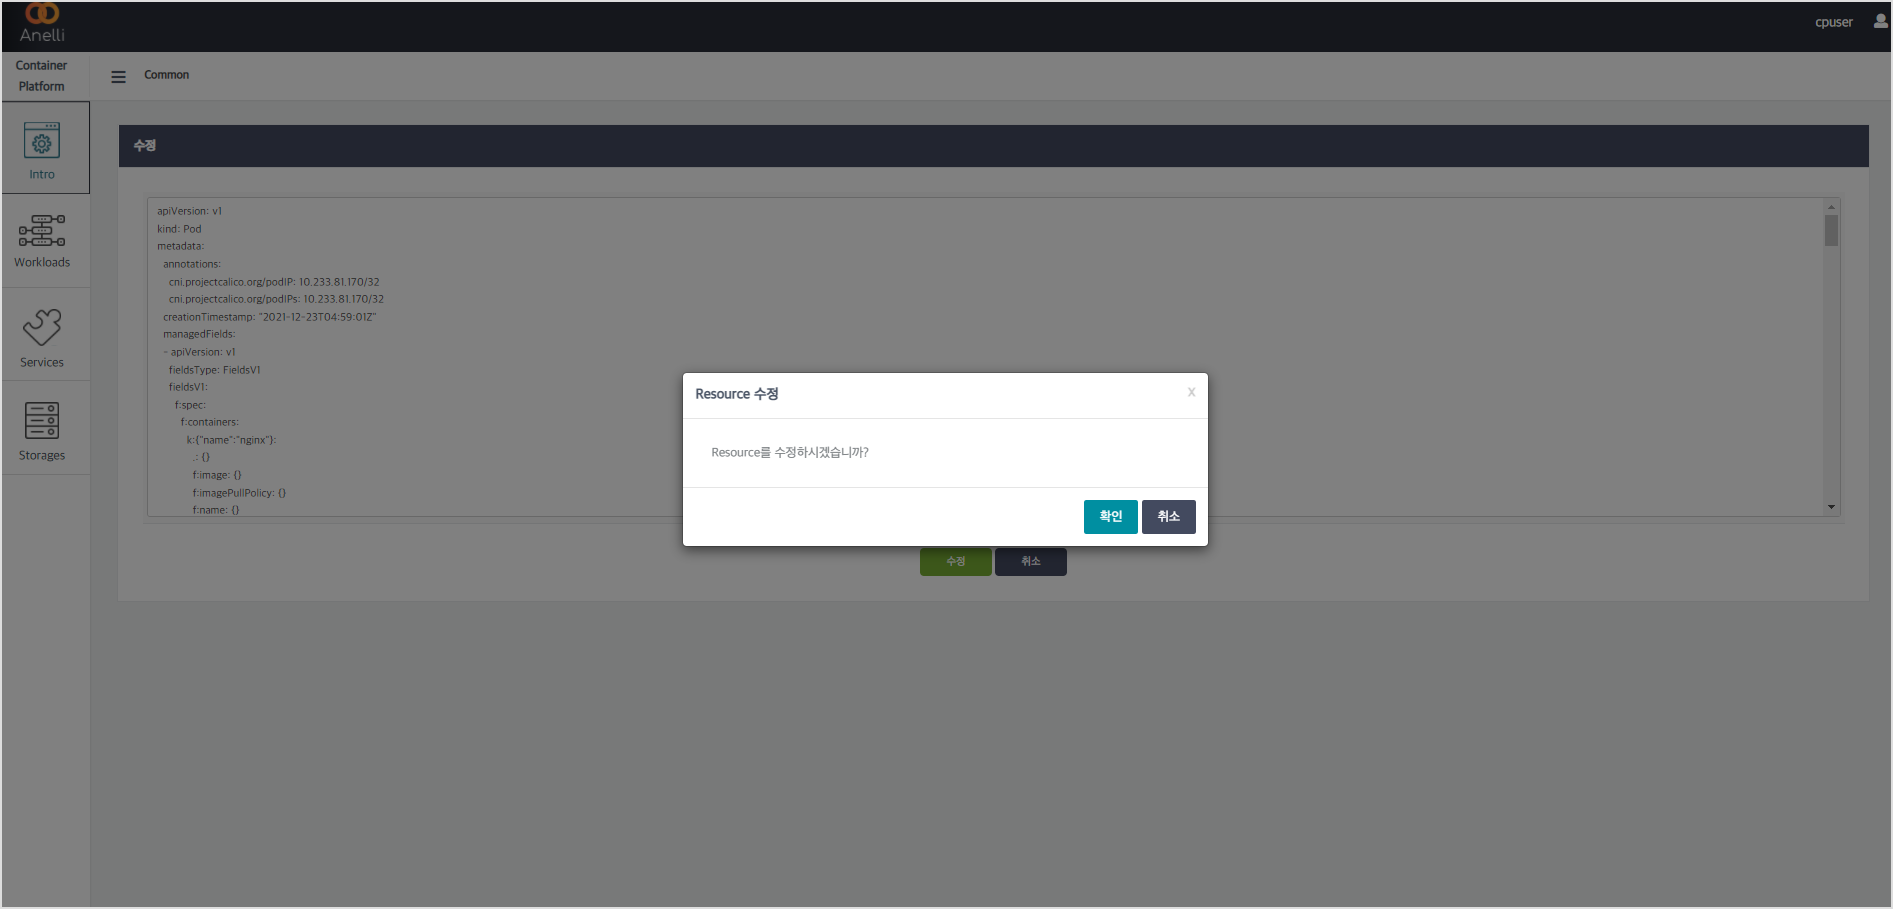 Anelli
cpuser
Container
Platform
Common
Intro
Workloads
Services
Storages
수정
apiVersion: v1
kind: Pod
metadata:
annotations:
cni.projectcalico.org/podIP: 10.233.81.170/32
cni.projectcalico.org/podIPs: 10.233.81.170/32
creationTimestamp: "2021-12-23T04:59:01Z"
managedFields:
- apiVersion: v1
fieldsType: FieldsV1
fieldsV1:
f:spec:
f:containers:
k:{"name":"nginx"}:
.: {}
f:image: {}
f:imagePullPolicy: {}
f:name: {}
Resource 수정
X
Resource를 수정하시겠습니까?
확인 취소
수정 취소